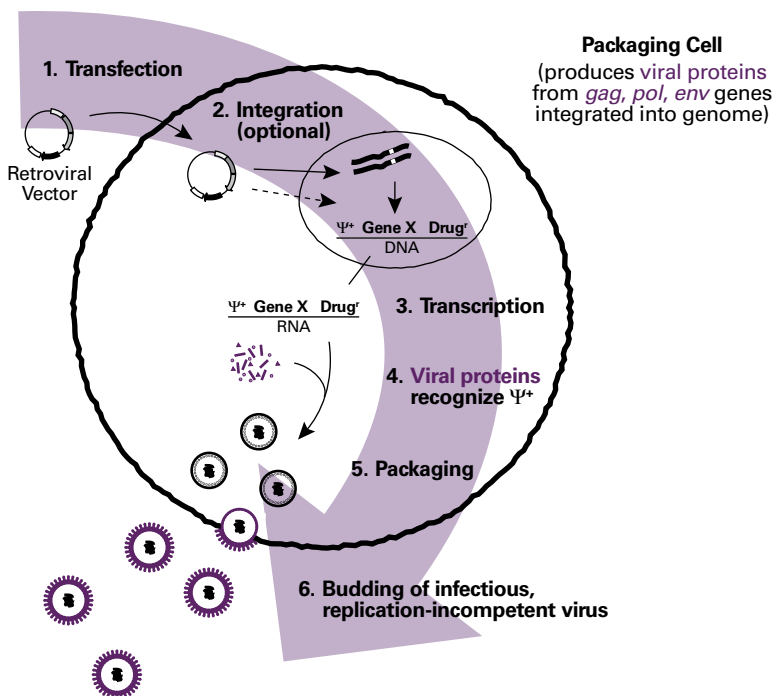 Packaging Cell
(produces viral proteins
from gag, pol, env genes
integrated into genome)
1. Transfection
2. Integration
(optional)
Retroviral
Vector
Ψ+ Gene X Drugʳ
DNA
Ψ+ Gene X Drugʳ
RNA
3. Transcription
4. Viral proteins
recognize Ψ+
5. Packaging
6. Budding of infectious,
replication-incompetent virus